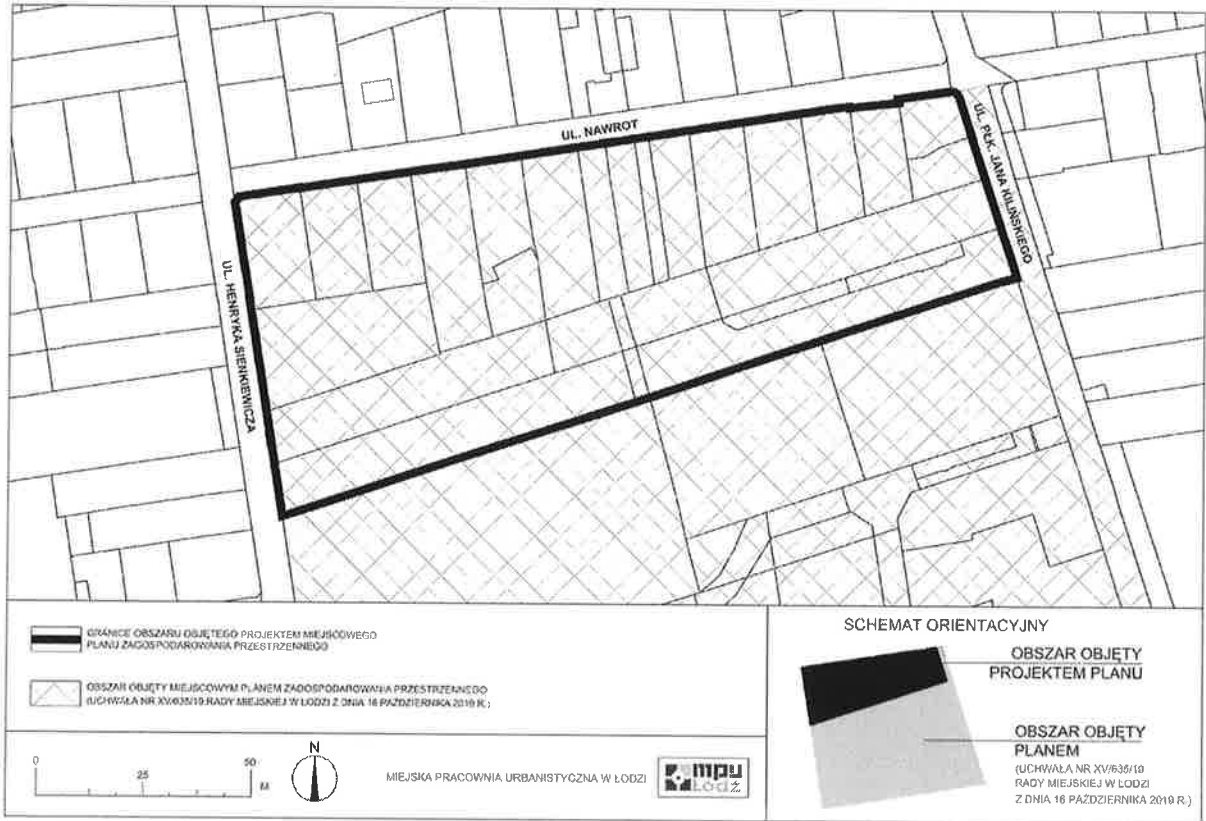 UL. NAWROT
UL. PŁK. JANA KILIŃSKIEGO
UL. HENRYKA SIENKIEWICZA
GRANICE OBSZARU OBJĘTEGO PROJEKTEM MIEJSCOWEGO
PLANU ZAGOSPODAROWANIA PRZESTRZENNEGO
OBSZAR OBJĘTY MIEJSCOWYM PLANEM ZAGOSPODAROWANIA PRZESTRZENNEGO
(UCHWAŁA NR XV/635/19 RADY MIEJSKIEJ W ŁODZI Z DNIA 16 PAŹDZIERNIKA 2019 R.)
0 25 50
M
N
MIEJSKA PRACOWNIA URBANISTYCZNA W ŁODZI
mpu
Łódź
SCHEMAT ORIENTACYJNY
OBSZAR OBJĘTY
PROJEKTEM PLANU
OBSZAR OBJĘTY
PLANEM
(UCHWAŁA NR XV/635/19
RADY MIEJSKIEJ W ŁODZI
Z DNIA 16 PAŹDZIERNIKA 2019 R.)